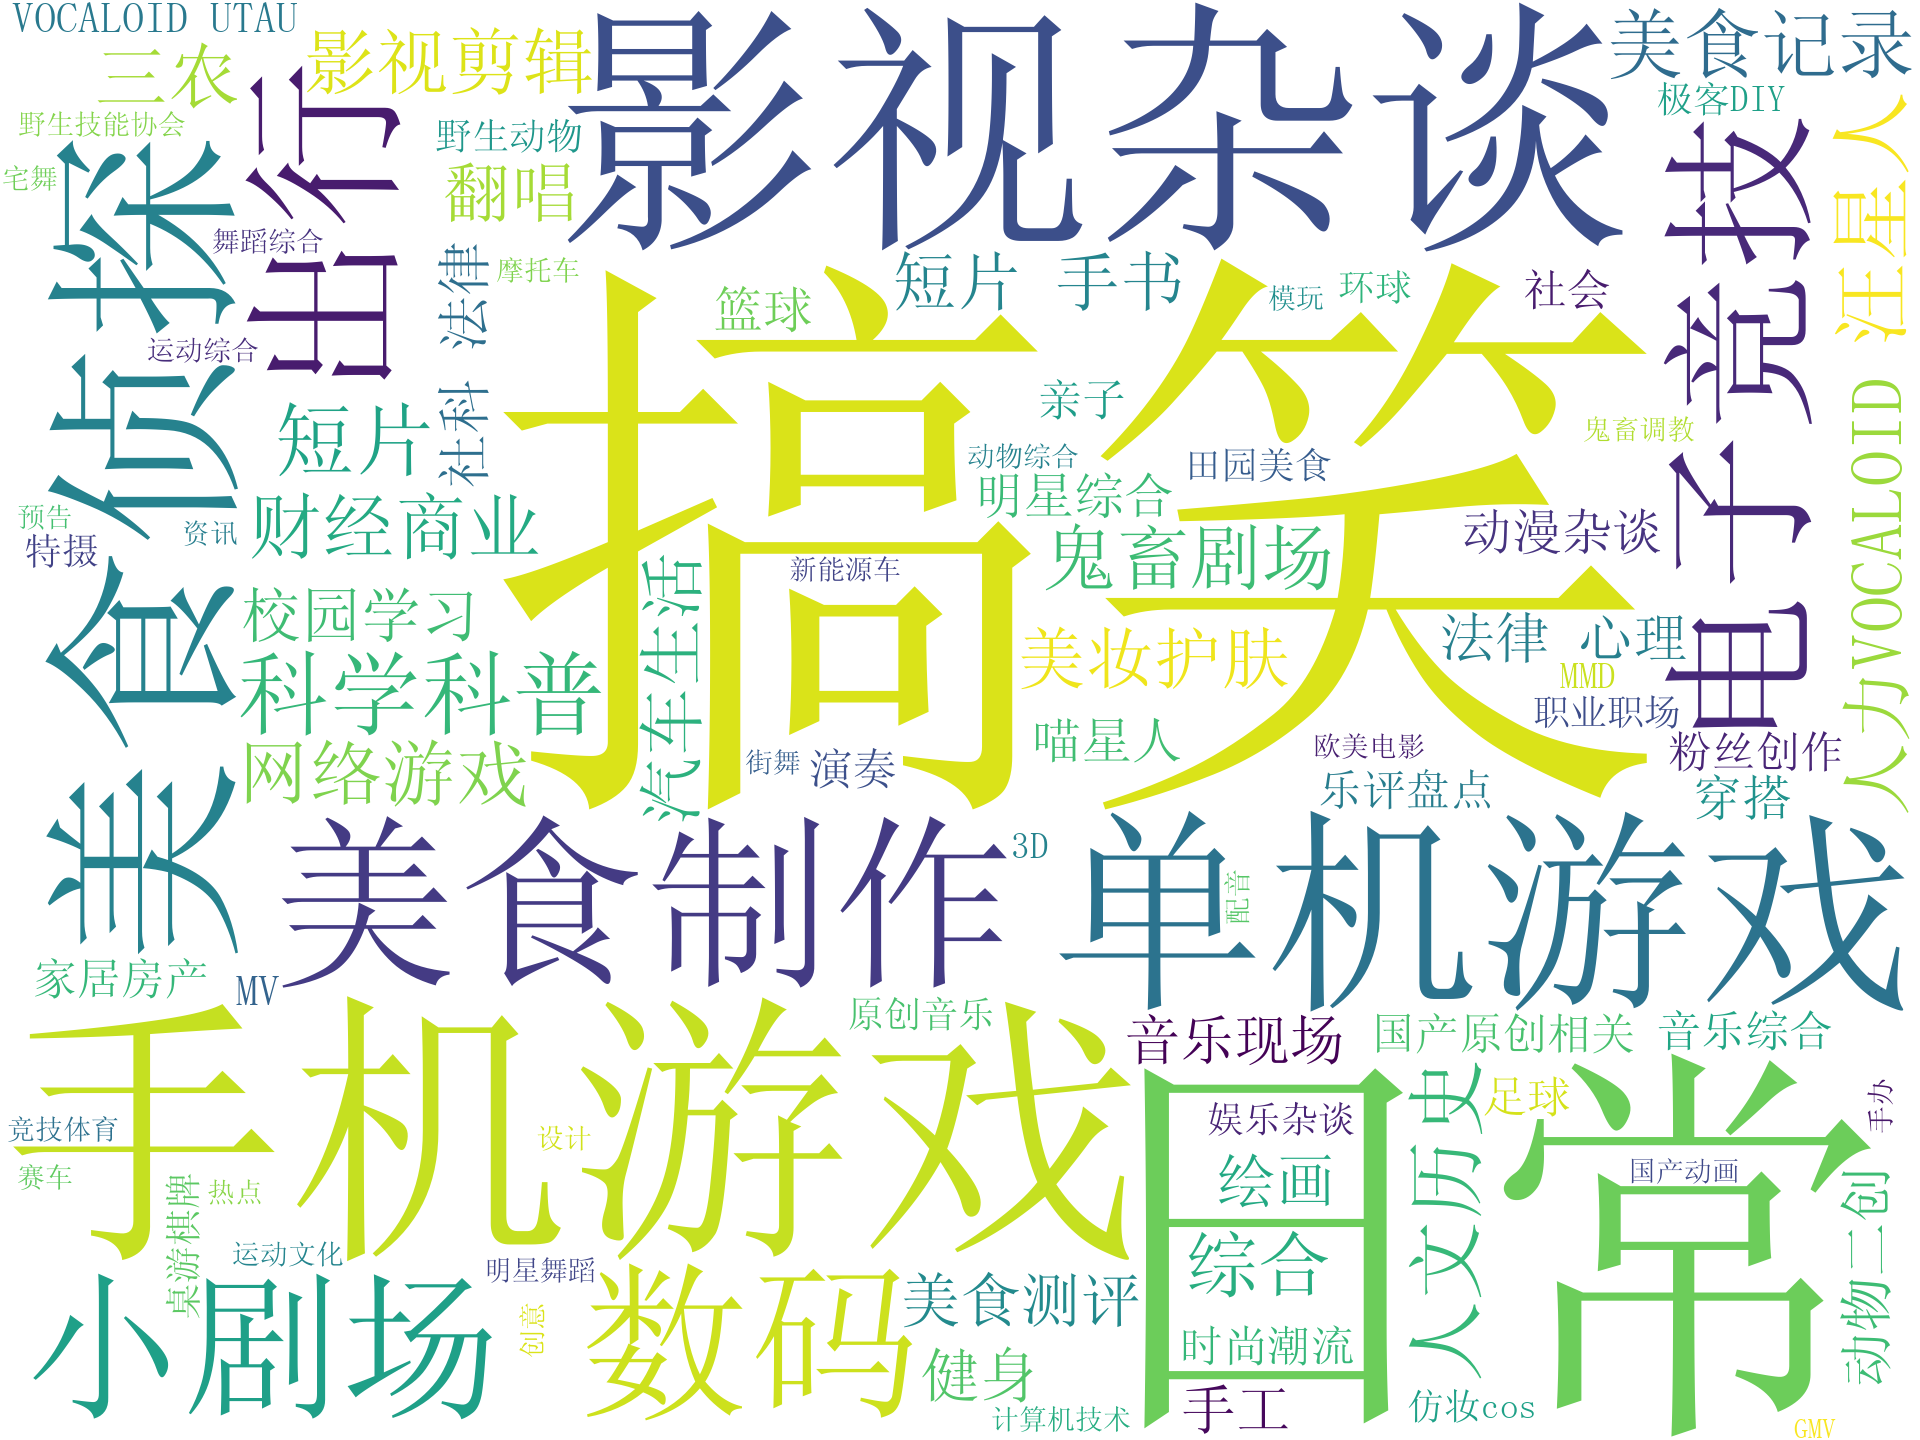 VOCALOID UTAU
影视剪辑
影视杂谈
美食记录
三农
极客DIY
野生技能协会
野生动物
出行
翻唱
宅舞
舞蹈综合
美食侦探
电子竞技
汪星人
摩托车
短片 手书
环球
社会
模玩
篮球
运动综合
社科 法律
搞笑
亲子
短片
鬼畜调教
动物综合
田园美食
明星综合
财经商业
预告
资讯
特摄
鬼畜剧场
动漫杂谈
新能源车
汽车生活
校园学习
人力VOCALOID
法律 心理
美妆护肤
科学科普
MMD
职业职场
网络游戏
喵星人
欧美电影
粉丝创作
街舞
演奏
乐评盘点
穿搭
美食制作
3D
单机游戏
配音
家居房产
MV
原创音乐
音乐现场
国产原创相关
音乐综合
手机游戏
日常
人文历史
足球
手办
娱乐杂谈
竞技体育
设计
绘画
国产动画
赛车
热点
桌游棋牌
动物二创
运动文化
明星舞蹈
综合
小剧场
数码
美食测评
创意
时尚潮流
健身
手工
仿妆cos
计算机技术
GMV